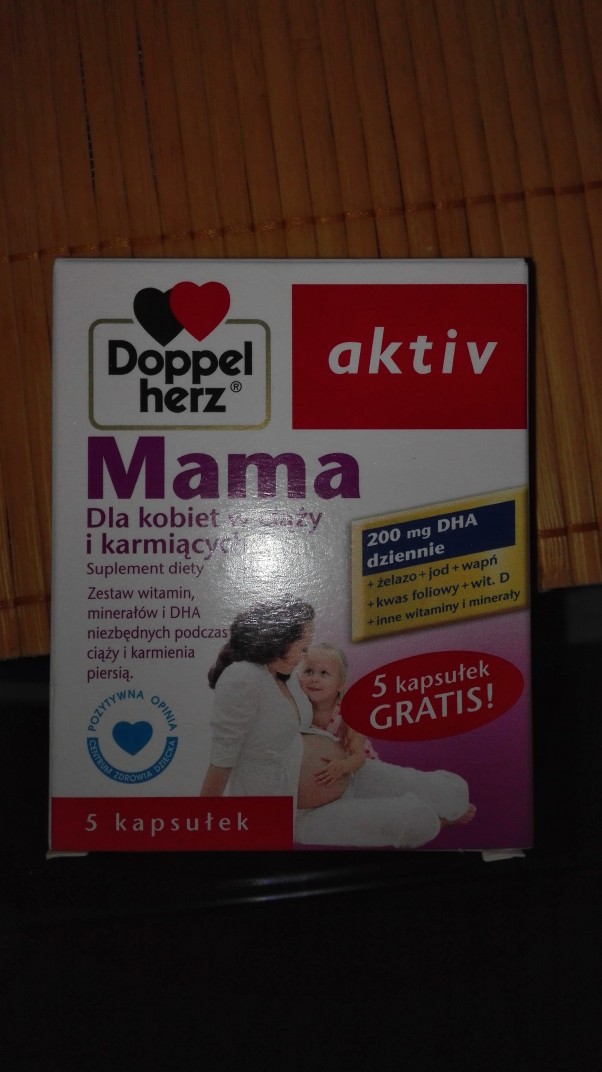 Doppel
herz®
aktiv
Mama
Dla kobiet w ciąży
i karmiących
Suplement diety
Zestaw witamin,
minerałów i DHA
niezbędnych podczas
ciąży i karmienia
piersią.
200 mg DHA
dziennie
+ żelazo + jod + wapń
+ kwas foliowy + wit. D
+ inne witaminy i minerały
5 kapsułek
GRATIS!
POZYTYWNA OPINIA
CENTRUM ZDROWIA DZIECKA
5 kapsułek